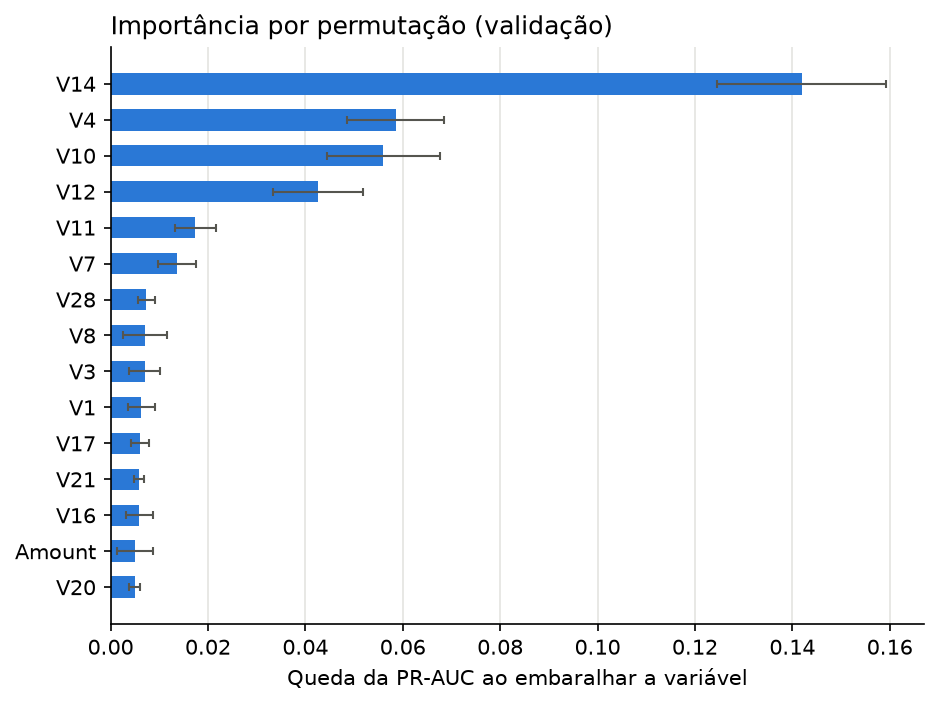 Importância por permutação (validação)
V14
V4
V10
V12
V11
V7
V28
V8
V3
V1
V17
V21
V16
Amount
V20
0.00 0.02 0.04 0.06 0.08 0.10 0.12 0.14 0.16
Queda da PR-AUC ao embaralhar a variável